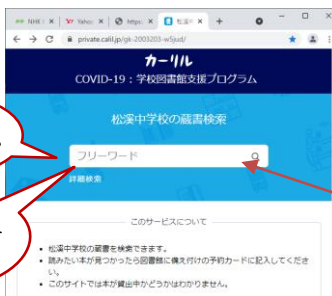 NHK
Yahoo
https:
private.calil.jp/gk-2003203-w5jud/
カーリル
COVID-19：学校図書館支援プログラム
松溪中学校の蔵書検索
フリーワード
詳細検索
このサービスについて
• 松溪中学校の蔵書を検索できます。
• 読みたい本が見つかったら図書館に備え付けの予約カードに記入してくださ
い。
• このサイトでは本が貸出中かどうかはわかりません。